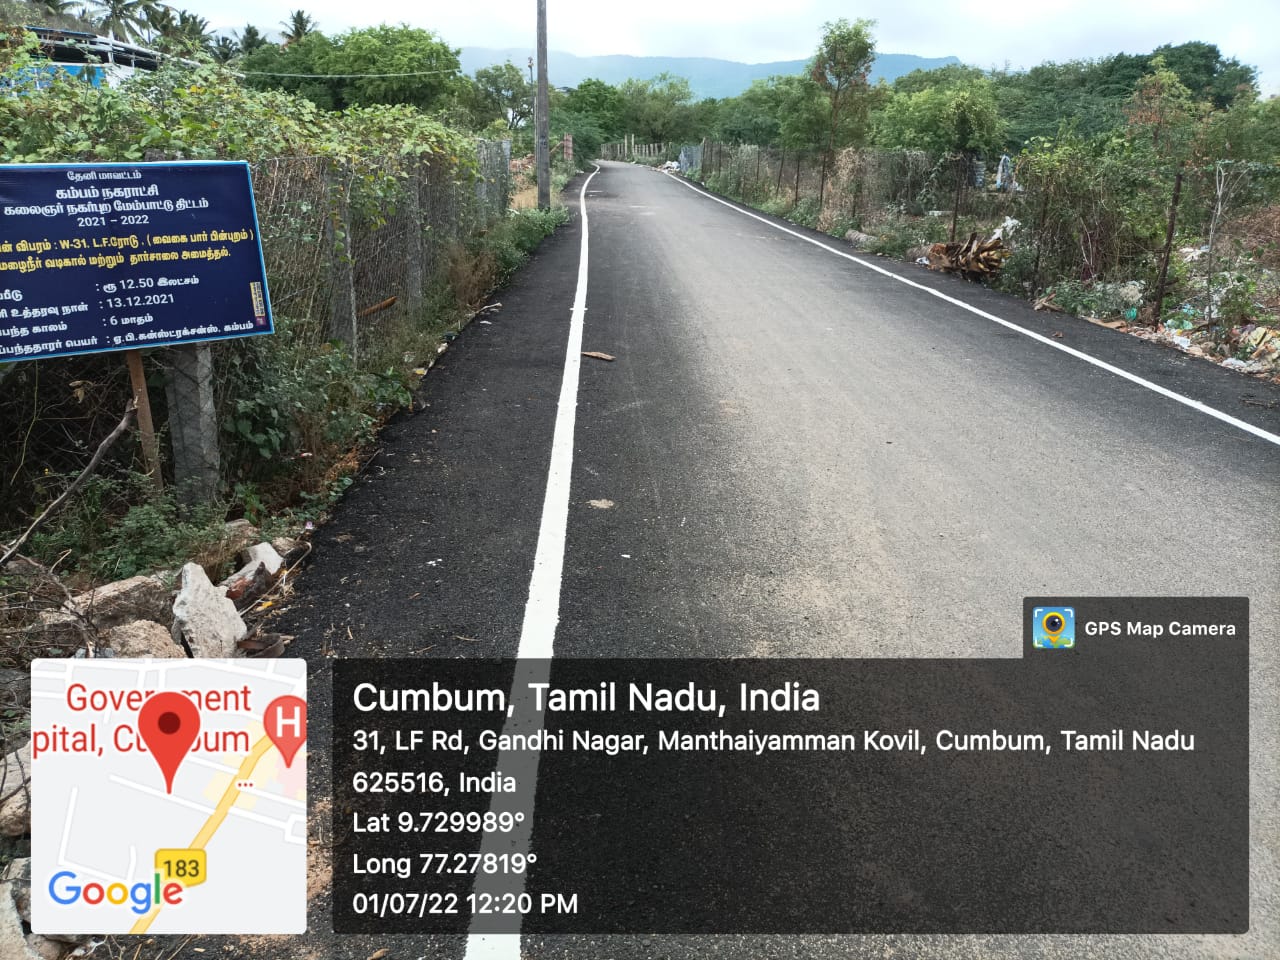 தேனி மாவட்டம்
கம்பம் நகராட்சி
கலைஞர் நகர்புற மேம்பாட்டு திட்டம்
2021 - 2022
விபரம் : W-31. L.F.ரோடு . ( வைகை பார் பின்புறம் )
மழைநீர் வடிகால் மற்றும் தார்சாலை அமைத்தல்.
: ரூ 12.50 இலட்சம்
உத்தரவு நாள் : 13.12.2021
காலம் : 6 மாதம்
பெயர் : ஏ.பி.கன்ஸ்ட்ரக்சன்ஸ். கம்பம்
GPS Map Camera
Government
pital, Cumbum
H
183
Google
Cumbum, Tamil Nadu, India
31, LF Rd, Gandhi Nagar, Manthaiyamman Kovil, Cumbum, Tamil Nadu
625516, India
Lat 9.729989°
Long 77.27819°
01/07/22 12:20 PM